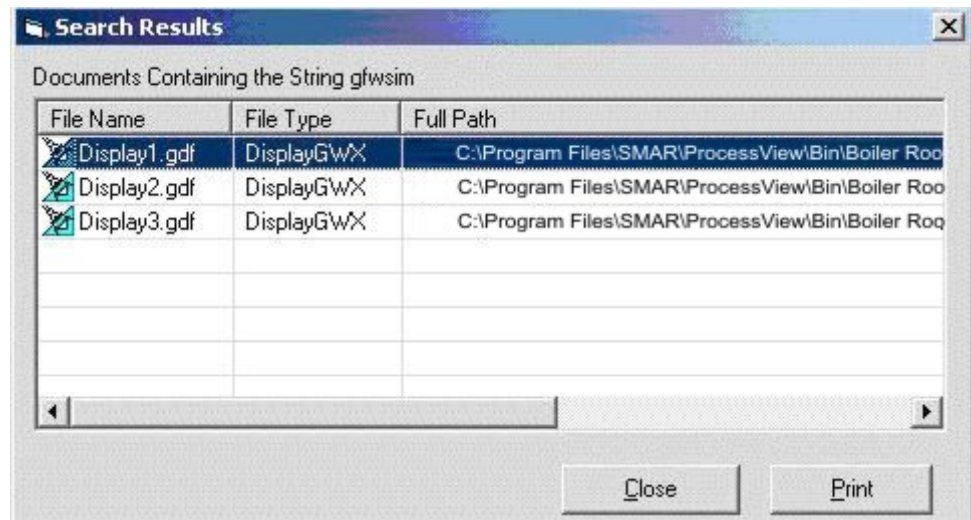 Search Results
Documents Containing the String gfwsim
File Name File Type Full Path
Display1.gdf DisplayGWX C:\Program Files\SMAR\ProcessView\Bin\Boiler Roo
Display2.gdf DisplayGWX C:\Program Files\SMAR\ProcessView\Bin\Boiler Roo
Display3.gdf DisplayGWX C:\Program Files\SMAR\ProcessView\Bin\Boiler Roo
Close Print